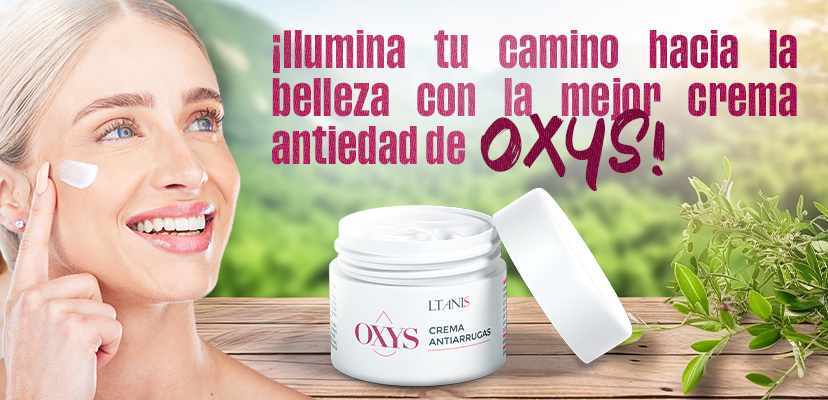 ¡Ilumina tu camino hacia la
belleza con la mejor crema
antiedad de OXYS!
LTANIS
OXYS
CREMA
ANTIARRUGAS